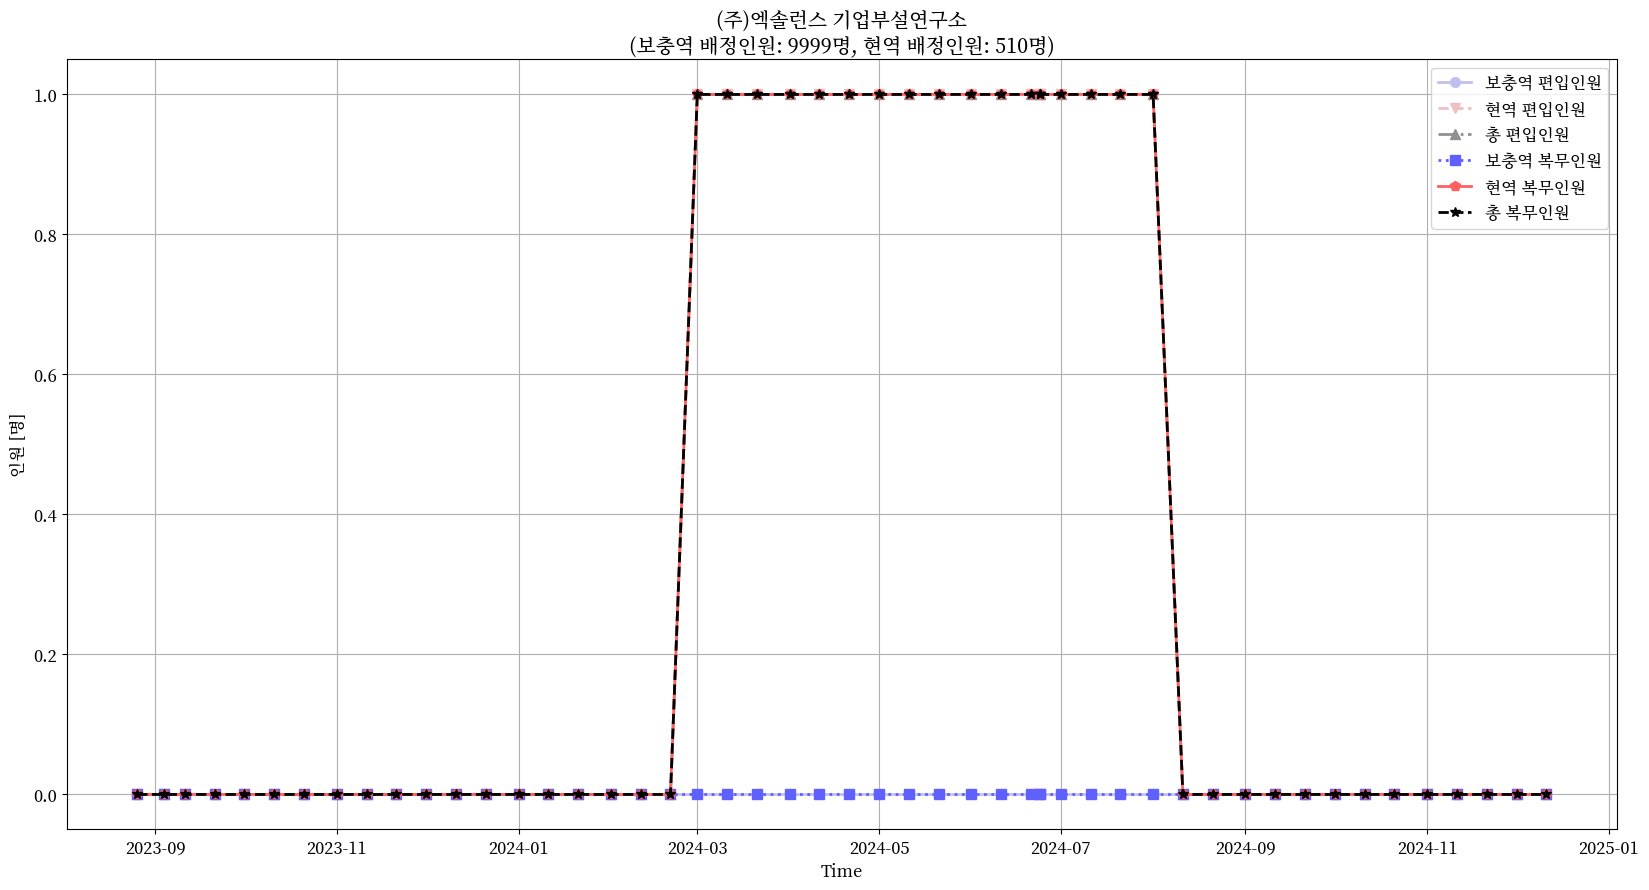 (주)엑솔런스 기업부설연구소
(보충역 배정인원: 9999명, 현역 배정인원: 510명)
보충역 편입인원
현역 편입인원
총 편입인원
보충역 복무인원
현역 복무인원
총 복무인원
1.0
0.8
0.6
0.4
0.2
0.0
인원 [명]
2023-09
2023-11
2024-01
2024-03
2024-05
2024-07
2024-09
2024-11
2025-01
Time